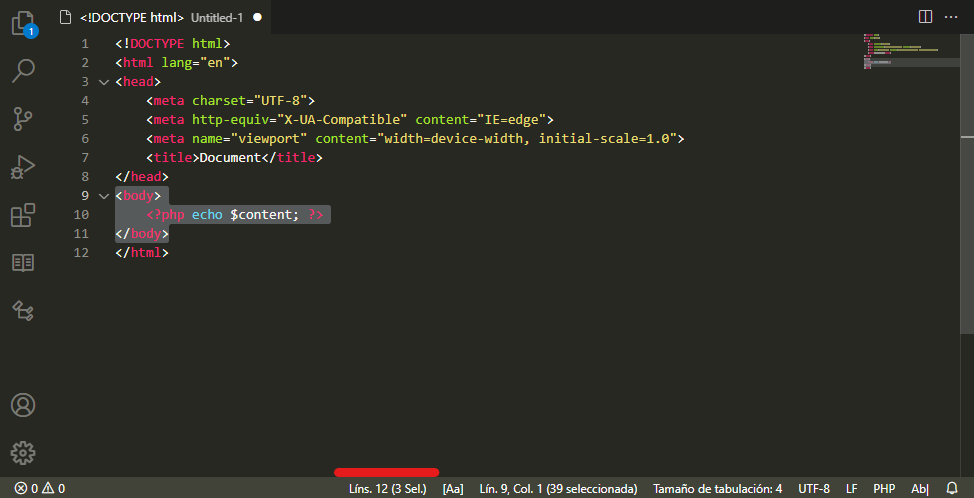 <!DOCTYPE html> Untitled-1
1
1 <!DOCTYPE html>
2 <html lang="en">
3 <head>
4     <meta charset="UTF-8">
5     <meta http-equiv="X-UA-Compatible" content="IE=edge">
6     <meta name="viewport" content="width=device-width, initial-scale=1.0">
7     <title>Document</title>
8 </head>
9 <body>
10     <?php echo $content; ?>
11 </body>
12 </html>
0 0 Líns. 12 (3 Sel.) [Aa] Lín. 9, Col. 1 (39 seleccionada) Tamaño de tabulación: 4 UTF-8 LF PHP Ab|